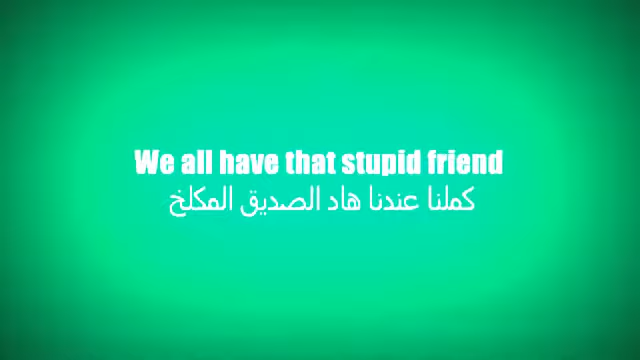 We all have that stupid friend
كملنا عندنا هاد الصديق المكلخ